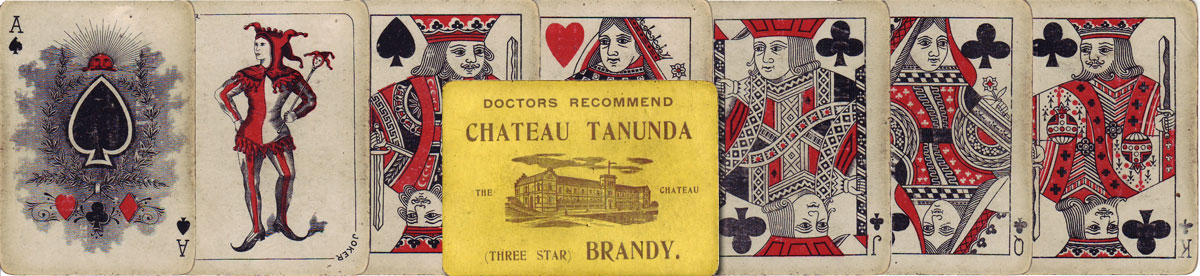 A
A
JOKER
DOCTORS RECOMMEND
CHATEAU TANUNDA
THE CHATEAU
(THREE STAR) BRANDY.
J
Q
K